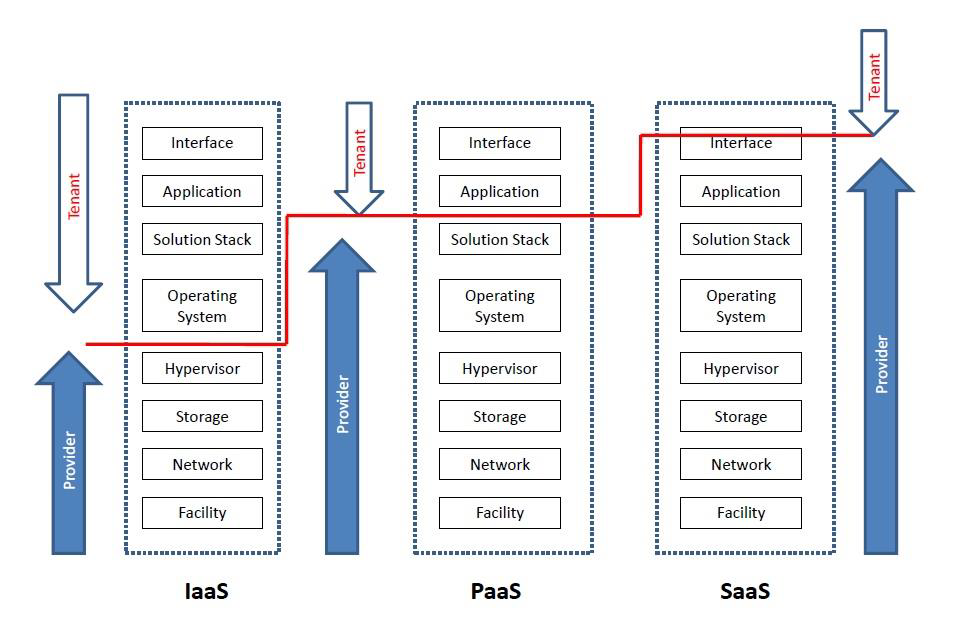 Tenant
Provider
Interface
Application
Solution Stack
Operating
System
Hypervisor
Storage
Network
Facility
IaaS
Tenant
Provider
Interface
Application
Solution Stack
Operating
System
Hypervisor
Storage
Network
Facility
PaaS
Interface
Application
Solution Stack
Operating
System
Hypervisor
Storage
Network
Facility
SaaS
Tenant
Provider